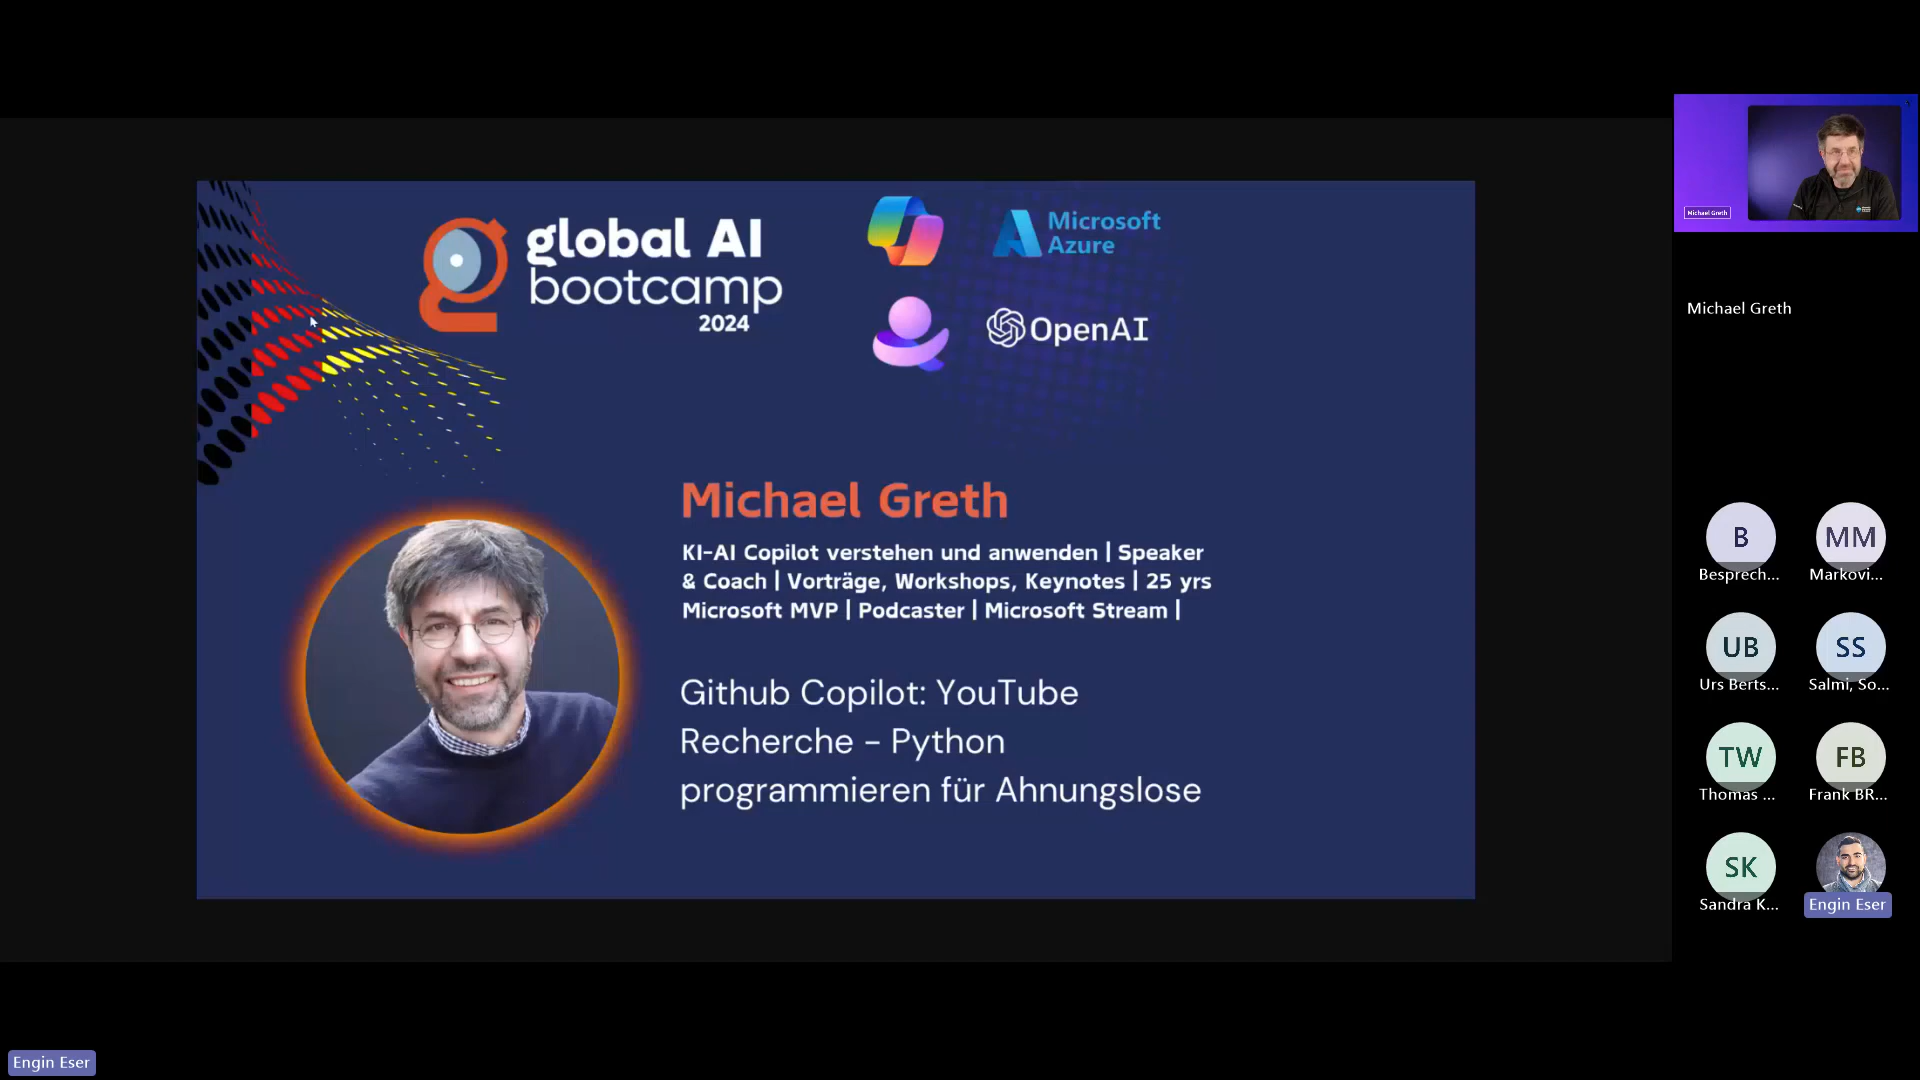 global AI
bootcamp
2024
Microsoft
Azure
OpenAI
Michael Greth
KI-AI Copilot verstehen und anwenden | Speaker
& Coach | Vorträge, Workshops, Keynotes | 25 yrs
Microsoft MVP | Podcaster | Microsoft Stream |
Github Copilot: YouTube
Recherche - Python
programmieren für Ahnungslose
Michael Greth
Michael Greth
B
Besprech...
MM
Markovi...
UB
Urs Berts...
SS
Salmi, So...
TW
Thomas ...
FB
Frank BR...
SK
Sandra K...
Engin Eser
Engin Eser